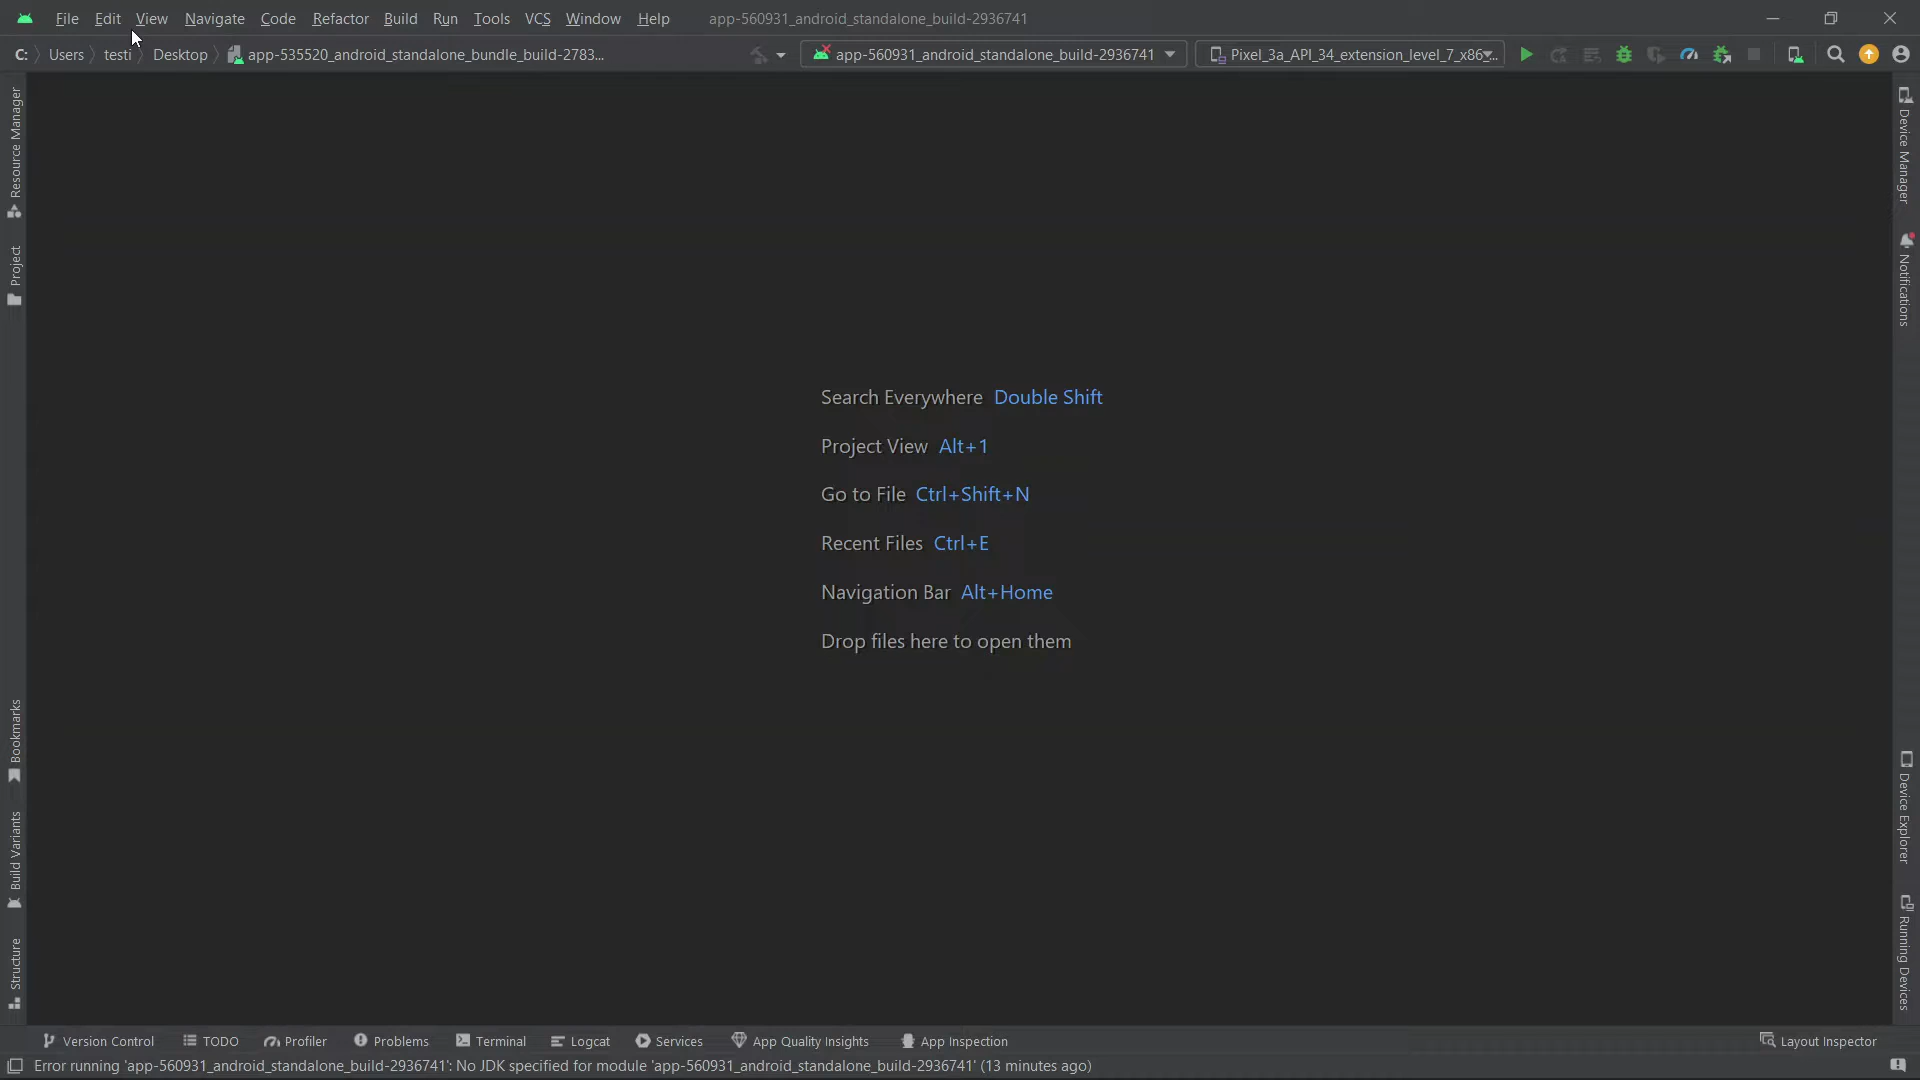 File Edit View Navigate Code Refactor Build Run Tools VCS Window Help app-560931_android_standalone_build-2936741
C: Users testi Desktop app-535520_android_standalone_bundle_build-2783... app-560931_android_standalone_build-2936741 Pixel_3a_API_34_extension_level_7_x86_...
Resource Manager
Project
Bookmarks
Build Variants
Structure
Search Everywhere Double Shift
Project View Alt+1
Go to File Ctrl+Shift+N
Recent Files Ctrl+E
Navigation Bar Alt+Home
Drop files here to open them
Device Manager
Notifications
Device Explorer
Running Devices
Version Control TODO Profiler Problems Terminal Logcat Services App Quality Insights App Inspection Layout Inspector
Error running 'app-560931_android_standalone_build-2936741': No JDK specified for module 'app-560931_android_standalone_build-2936741' (13 minutes ago)